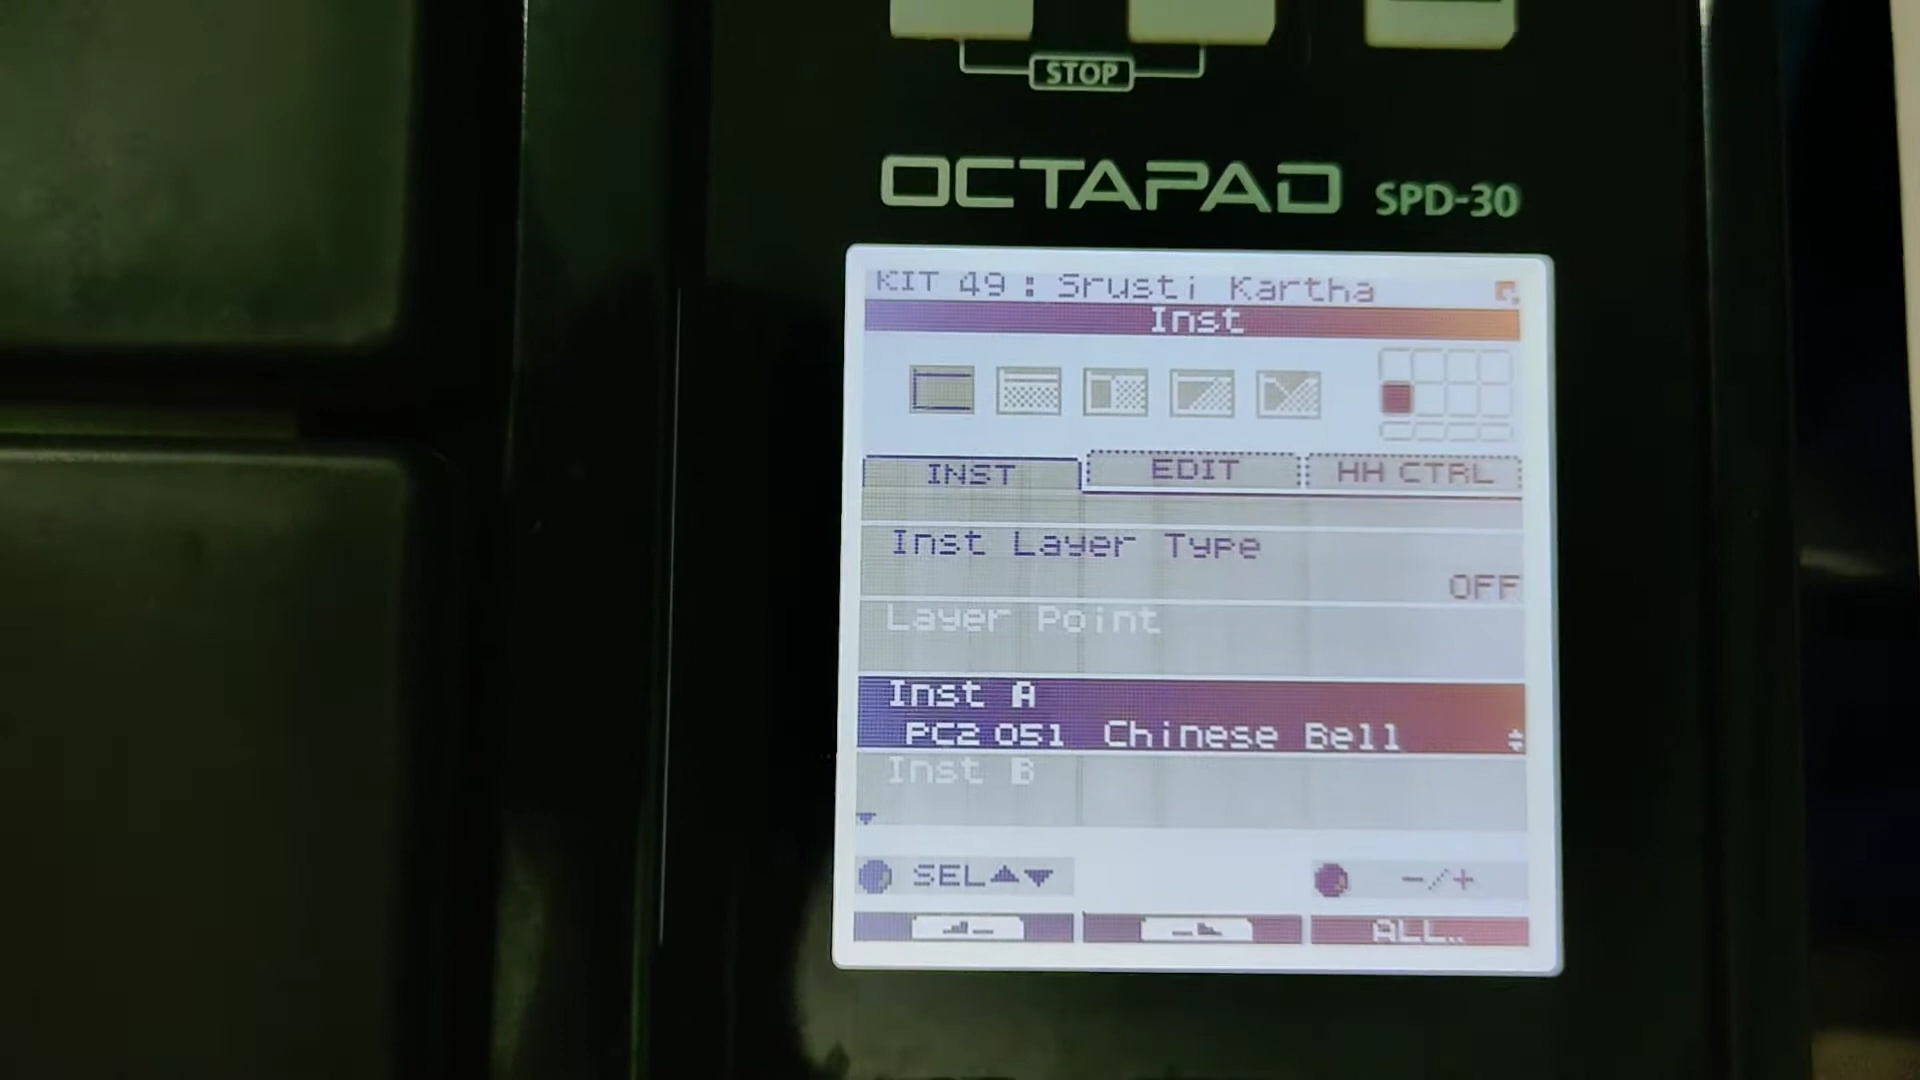 STOP
OCTAPAD SPD-30
KIT 49 : Srusti Kartha
Inst
INST EDIT HH CTRL
Inst Layer Type
OFF
Layer Point
Inst A
PC2 051 Chinese Bell
Inst B
SEL▲▼ -/+
ALL..